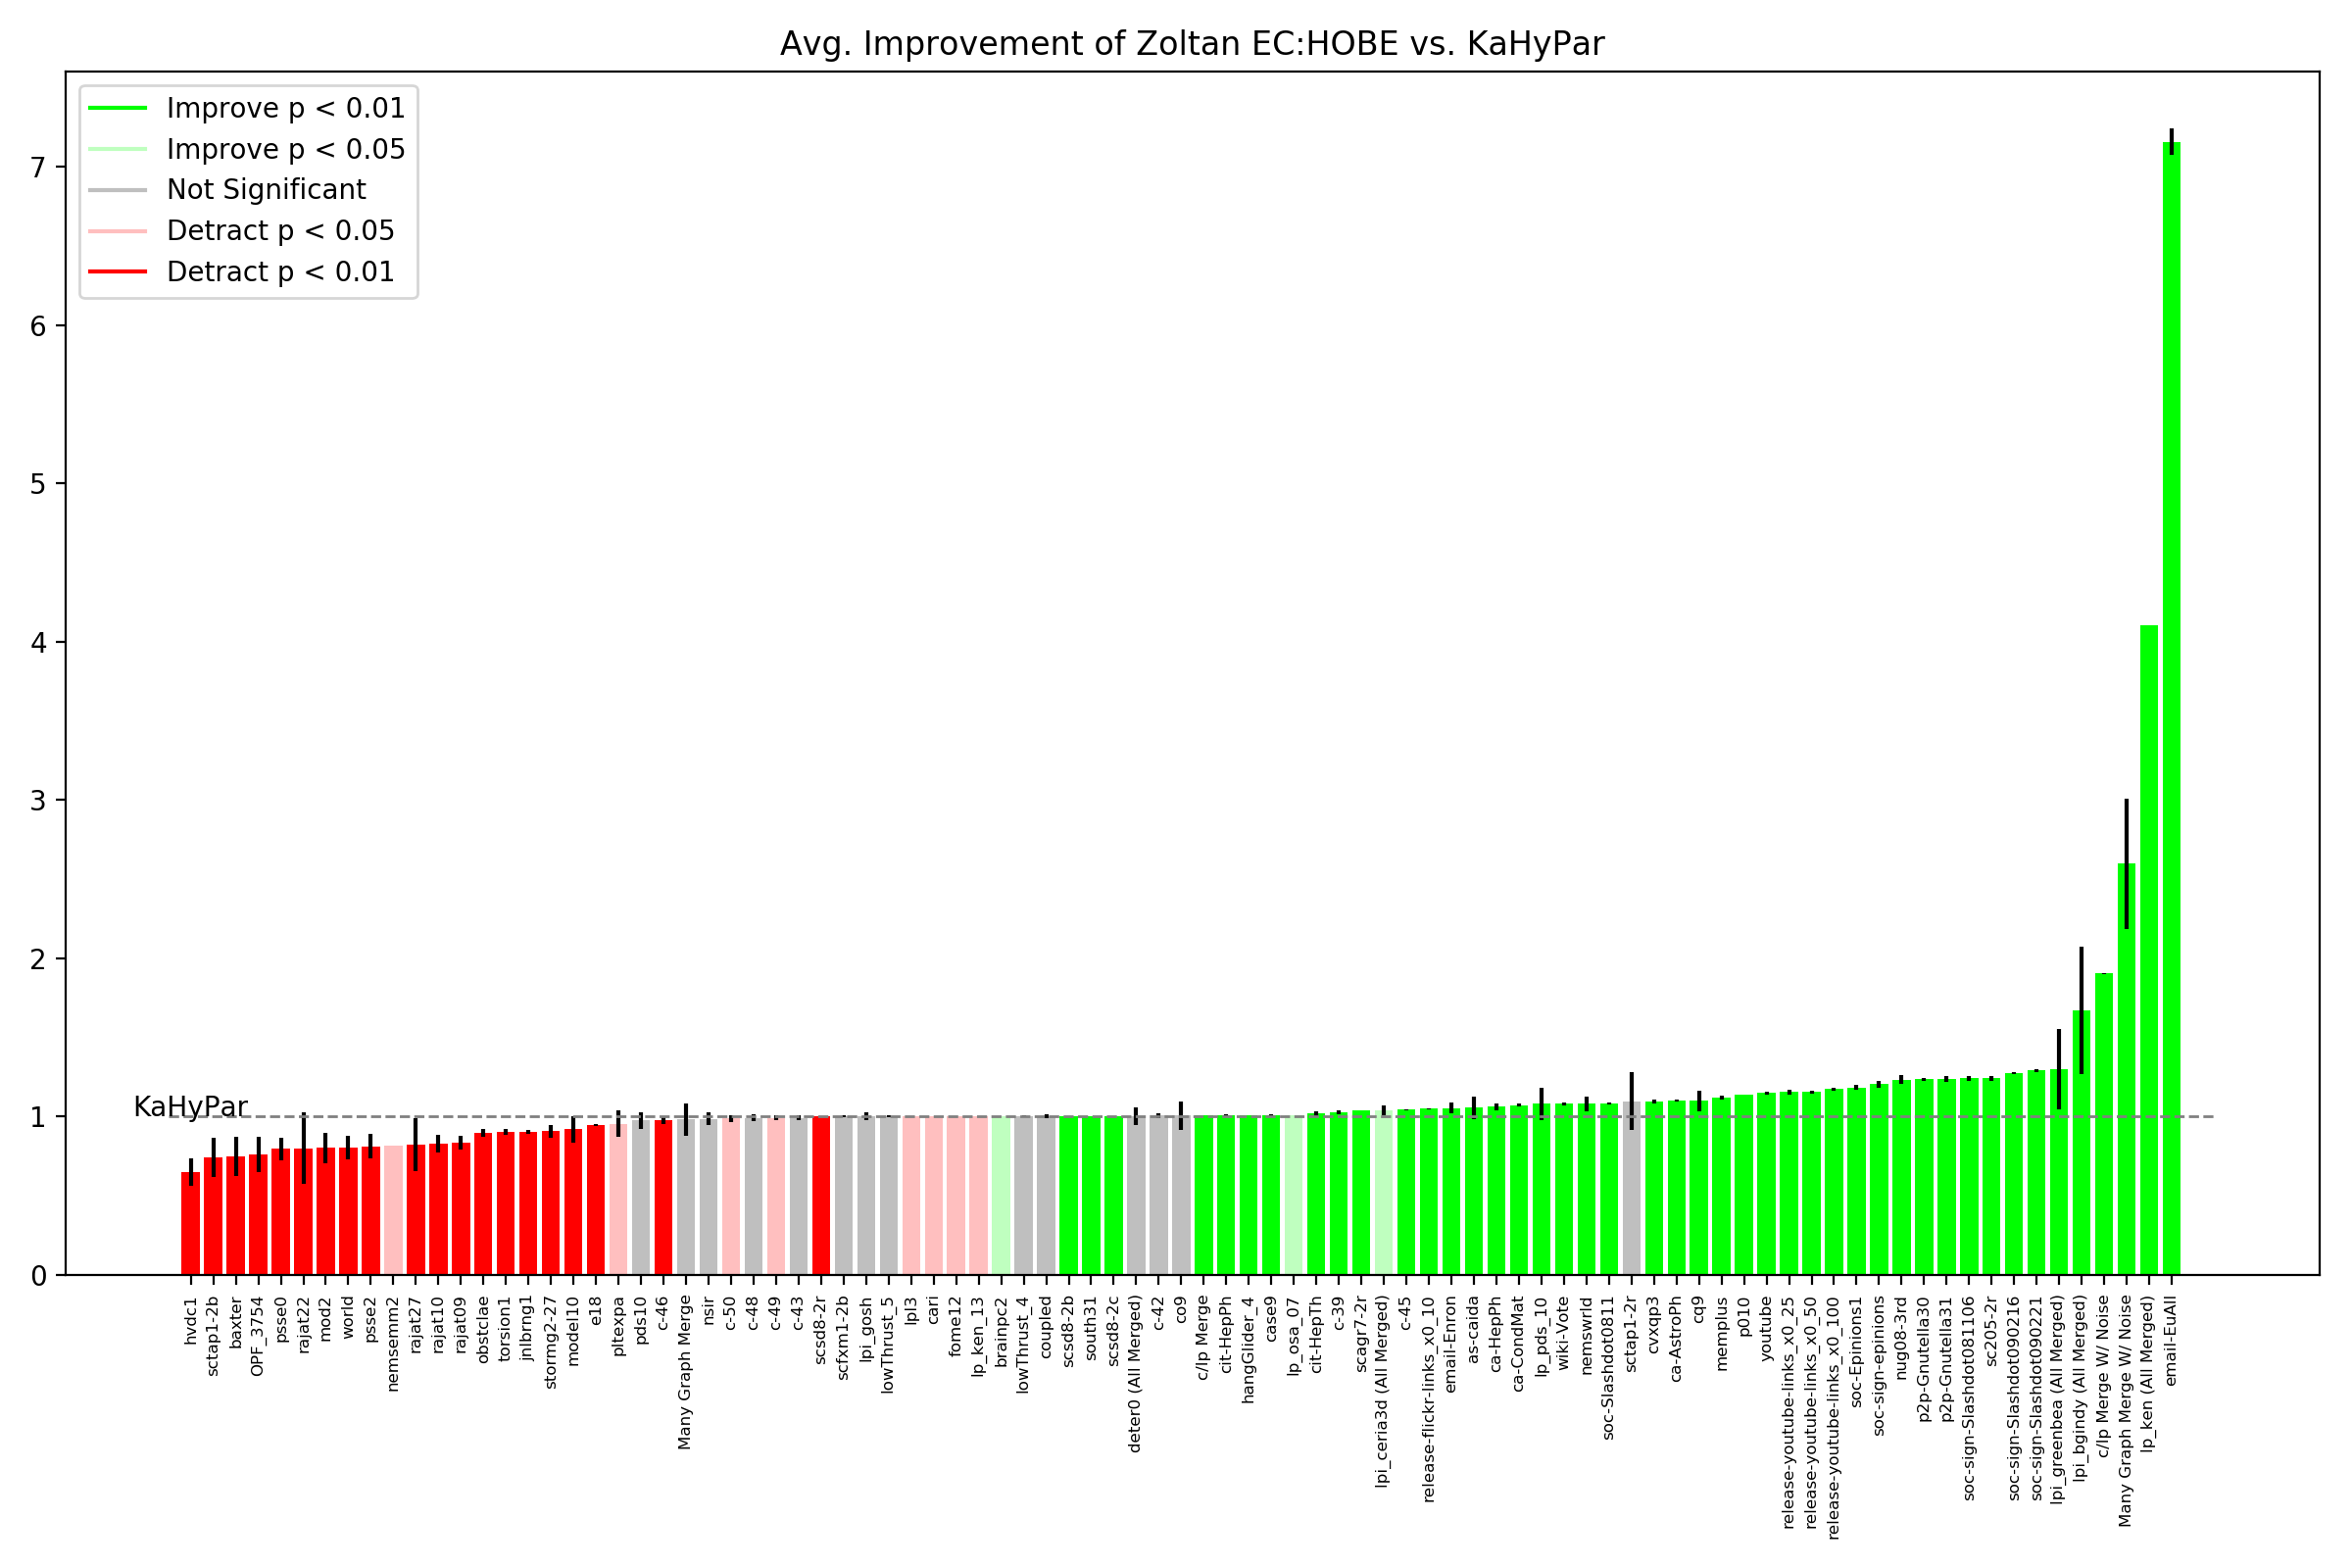 Avg. Improvement of Zoltan EC:HOBE vs. KaHyPar
Improve p < 0.01
Improve p < 0.05
Not Significant
Detract p < 0.05
Detract p < 0.01
7
6
5
4
3
2
1
0
KaHyPar
hvdc1
sctap1-2b
baxter
OPF_3754
psse0
rajat22
mod2
world
psse2
nemsemm2
rajat27
rajat10
rajat09
obstclae
torsion1
jnlbrng1
stormg2-27
model10
e18
pltexpa
pds10
c-46
Many Graph Merge
nsir
c-50
c-48
c-49
c-43
scsd8-2r
scfxm1-2b
lpi_gosh
lowThrust_5
lpl3
cari
fome12
lp_ken_13
brainpc2
lowThrust_4
coupled
scsd8-2b
south31
scsd8-2c
deter0 (All Merged)
c-42
co9
c/lp Merge
cit-HepPh
hangGlider_4
case9
lp_osa_07
cit-HepTh
c-39
scagr7-2r
lpi_ceria3d (All Merged)
c-45
release-flickr-links_x0_10
email-Enron
as-caida
ca-HepPh
ca-CondMat
lp_pds_10
wiki-Vote
nemswrld
soc-Slashdot0811
sctap1-2r
cvxqp3
ca-AstroPh
cq9
memplus
p010
youtube
release-youtube-links_x0_25
release-youtube-links_x0_50
release-youtube-links_x0_100
soc-Epinions1
soc-sign-epinions
nug08-3rd
p2p-Gnutella30
p2p-Gnutella31
soc-sign-Slashdot081106
sc205-2r
soc-sign-Slashdot090216
soc-sign-Slashdot090221
lpi_greenbea (All Merged)
lpi_bgindy (All Merged)
c/lp Merge W/ Noise
Many Graph Merge W/ Noise
lp_ken (All Merged)
email-EuAll